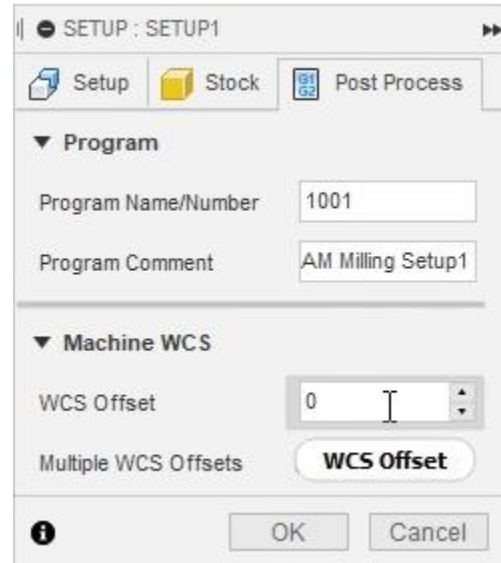 SETUP : SETUP1
Setup Stock G1 G2 Post Process
Program
Program Name/Number 1001
Program Comment AM Milling Setup1
Machine WCS
WCS Offset 0
Multiple WCS Offsets WCS Offset
OK Cancel